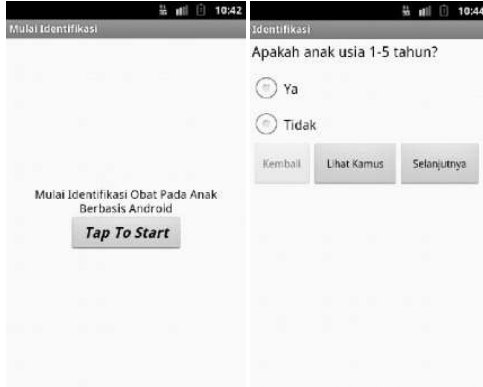 10:42
Mulai Identifikasi
Mulai Identifikasi Obat Pada Anak
Berbasis Android
Tap To Start
10:44
Identifikasi
Apakah anak usia 1-5 tahun?
Ya
Tidak
Kembali
Lihat Kamus
Selanjutnya